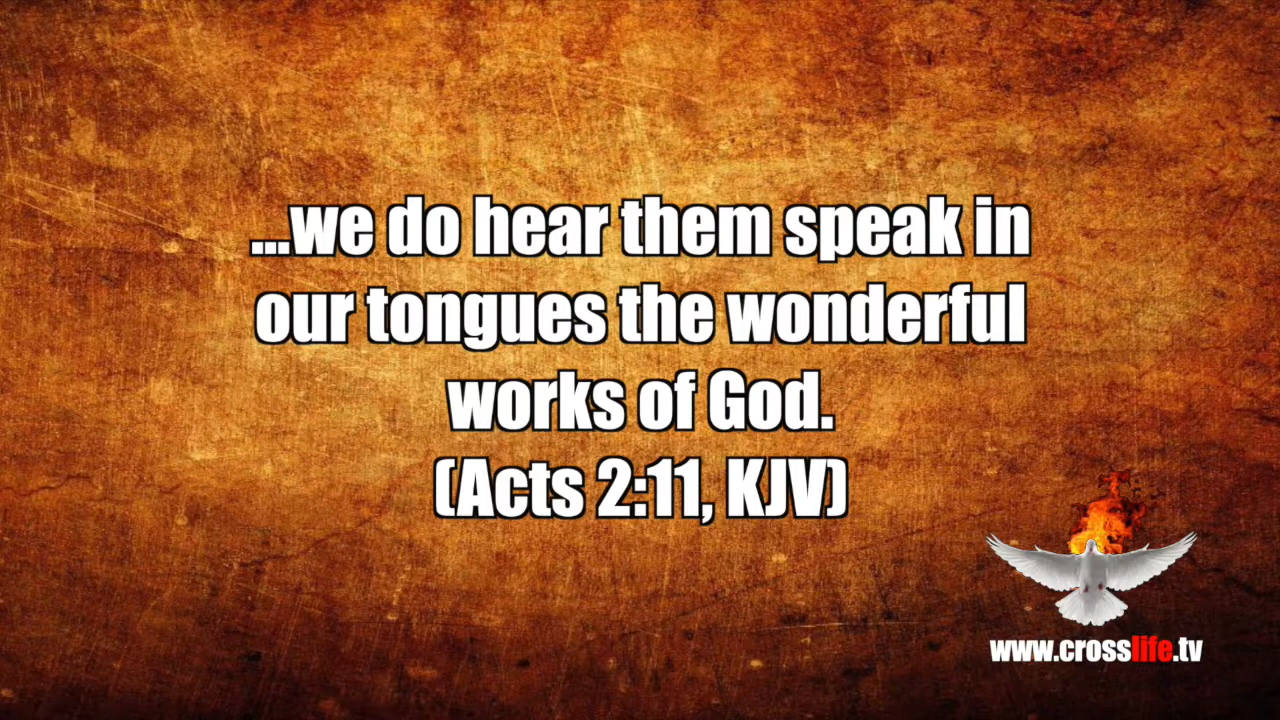 ...we do hear them speak in
our tongues the wonderful
works of God.
(Acts 2:11, KJV)
www.crosslife.tv